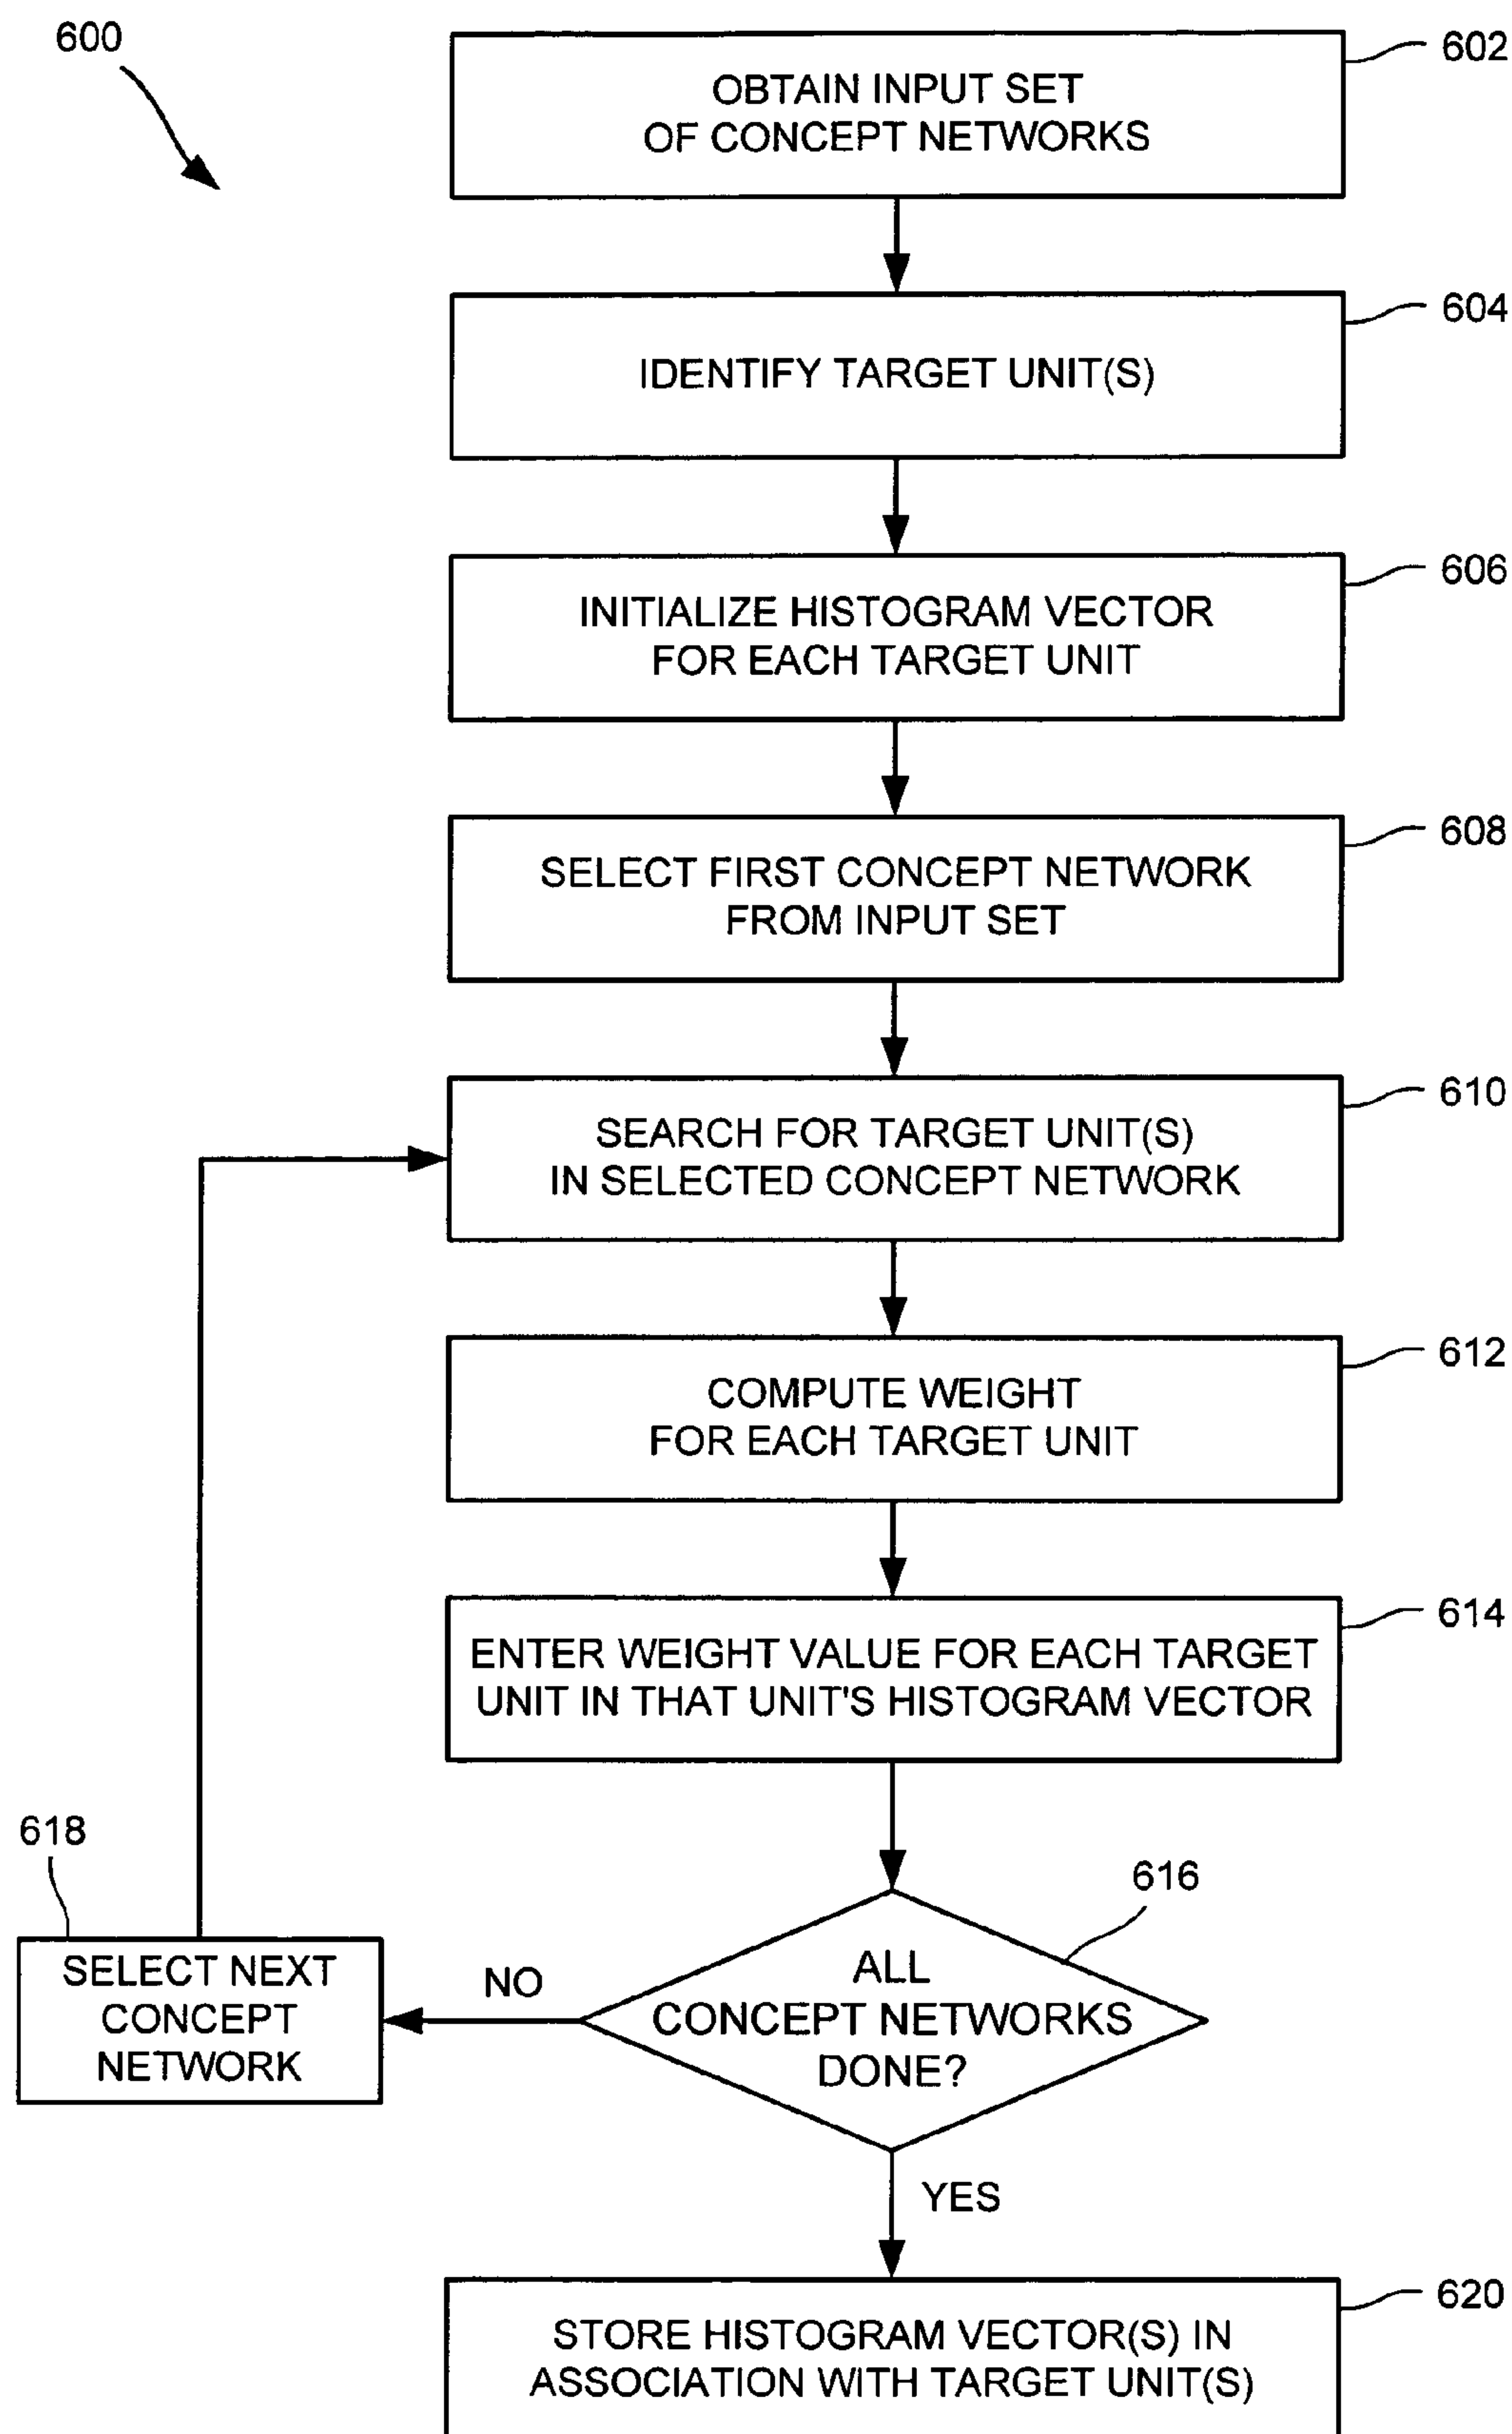 600
602
OBTAIN INPUT SET
OF CONCEPT NETWORKS
604
IDENTIFY TARGET UNIT(S)
606
INITIALIZE HISTOGRAM VECTOR
FOR EACH TARGET UNIT
608
SELECT FIRST CONCEPT NETWORK
FROM INPUT SET
610
SEARCH FOR TARGET UNIT(S)
IN SELECTED CONCEPT NETWORK
612
COMPUTE WEIGHT
FOR EACH TARGET UNIT
614
ENTER WEIGHT VALUE FOR EACH TARGET
UNIT IN THAT UNIT'S HISTOGRAM VECTOR
616
ALL
CONCEPT NETWORKS
DONE?
NO
618
SELECT NEXT
CONCEPT
NETWORK
YES
620
STORE HISTOGRAM VECTOR(S) IN
ASSOCIATION WITH TARGET UNIT(S)